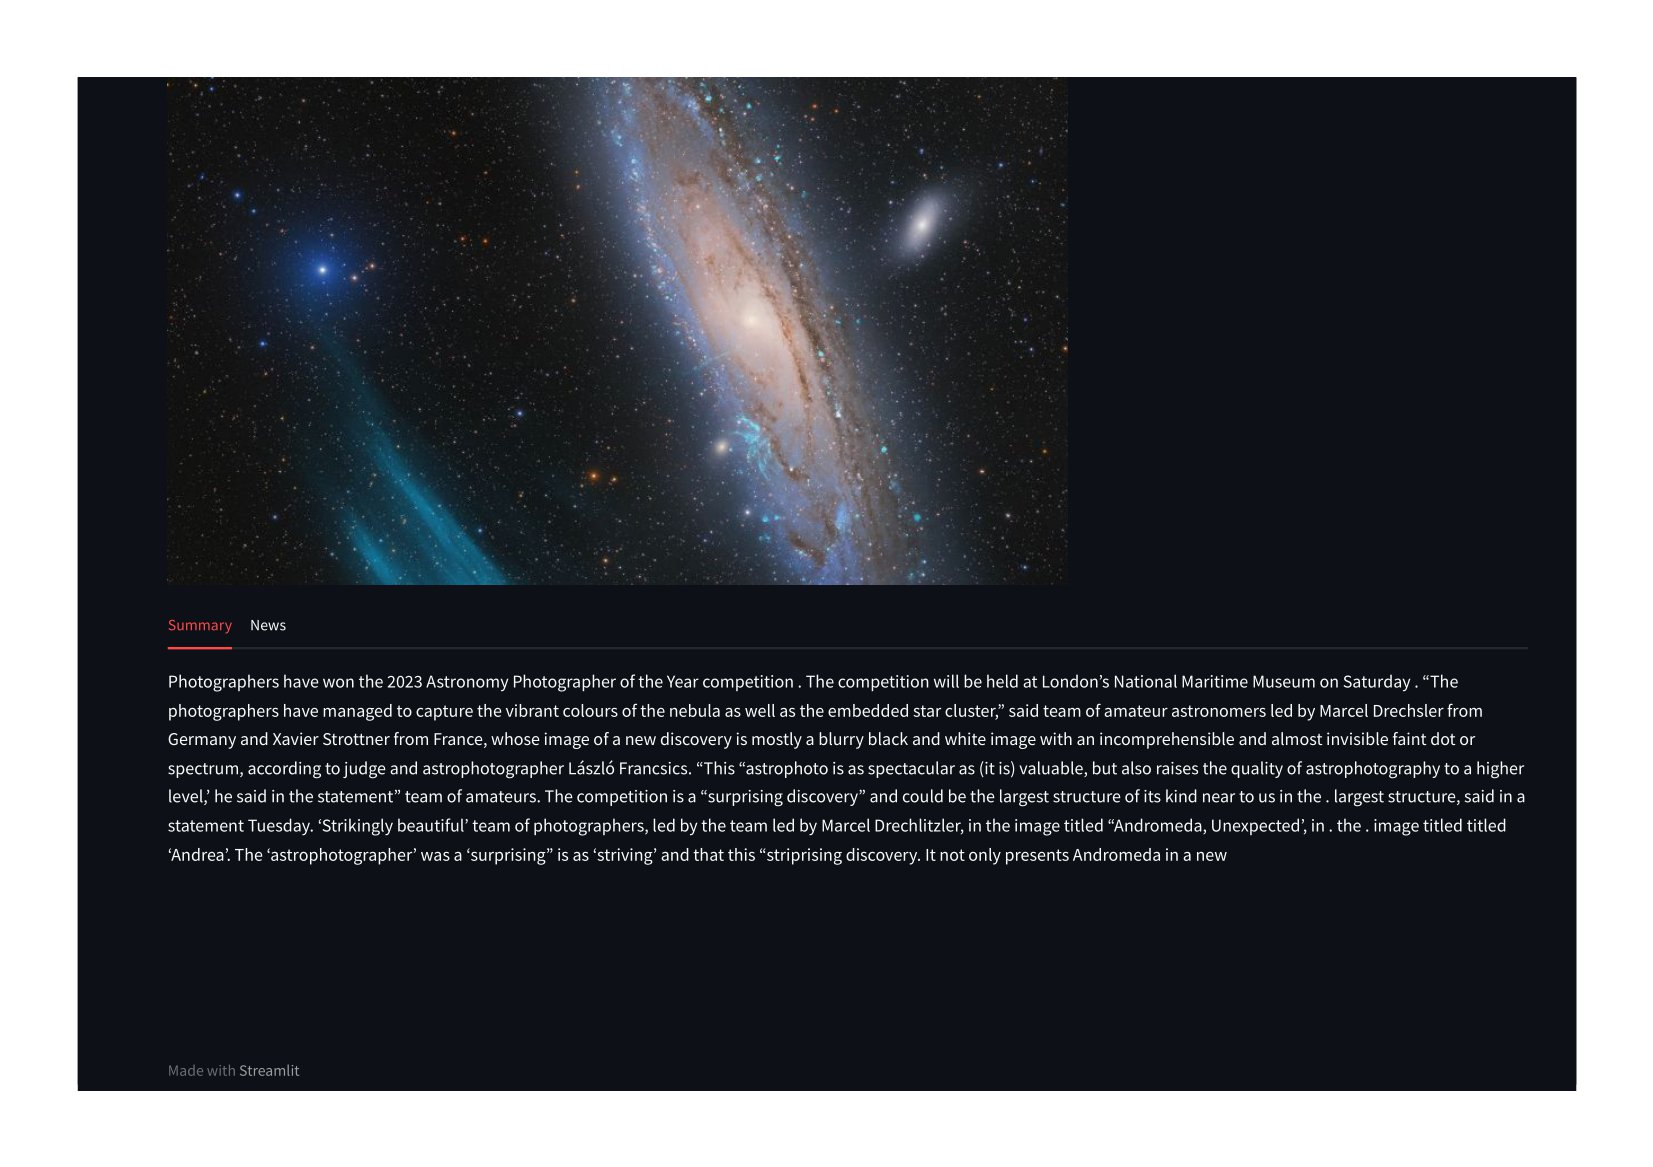 Summary News
Photographers have won the 2023 Astronomy Photographer of the Year competition . The competition will be held at London’s National Maritime Museum on Saturday . “The
photographers have managed to capture the vibrant colours of the nebula as well as the embedded star cluster,” said team of amateur astronomers led by Marcel Drechsler from
Germany and Xavier Strottner from France, whose image of a new discovery is mostly a blurry black and white image with an incomprehensible and almost invisible faint dot or
spectrum, according to judge and astrophotographer László Francsics. “This “astrophoto is as spectacular as (it is) valuable, but also raises the quality of astrophotography to a higher
level,’ he said in the statement” team of amateurs. The competition is a “surprising discovery” and could be the largest structure of its kind near to us in the . largest structure, said in a
statement Tuesday. ‘Strikingly beautiful’ team of photographers, led by the team led by Marcel Drechlitzler, in the image titled “Andromeda, Unexpected’, in . the . image titled titled
‘Andrea’. The ‘astrophotographer’ was a ‘surprising” is as ‘striving’ and that this “striprising discovery. It not only presents Andromeda in a new
Made with Streamlit